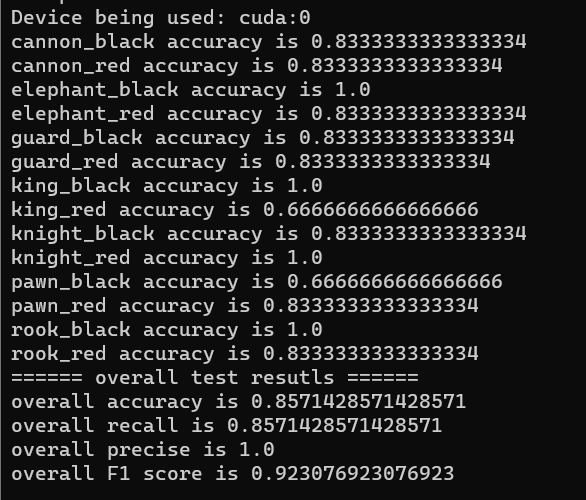 Device being used: cuda:0
cannon_black accuracy is 0.8333333333333334
cannon_red accuracy is 0.8333333333333334
elephant_black accuracy is 1.0
elephant_red accuracy is 0.8333333333333334
guard_black accuracy is 0.8333333333333334
guard_red accuracy is 0.8333333333333334
king_black accuracy is 1.0
king_red accuracy is 0.6666666666666666
knight_black accuracy is 0.8333333333333334
knight_red accuracy is 1.0
pawn_black accuracy is 0.6666666666666666
pawn_red accuracy is 0.8333333333333334
rook_black accuracy is 1.0
rook_red accuracy is 0.8333333333333334
====== overall test resutls ======
overall accuracy is 0.8571428571428571
overall recall is 0.8571428571428571
overall precise is 1.0
overall F1 score is 0.923076923076923